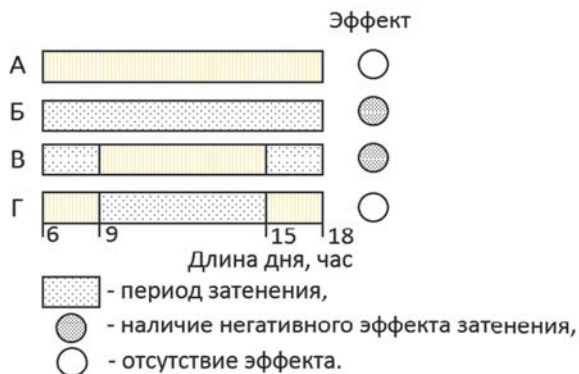 Эффект
А
Б
В
Г
6 9 15 18
Длина дня, час
- период затенения,
- наличие негативного эффекта затенения,
- отсутствие эффекта.